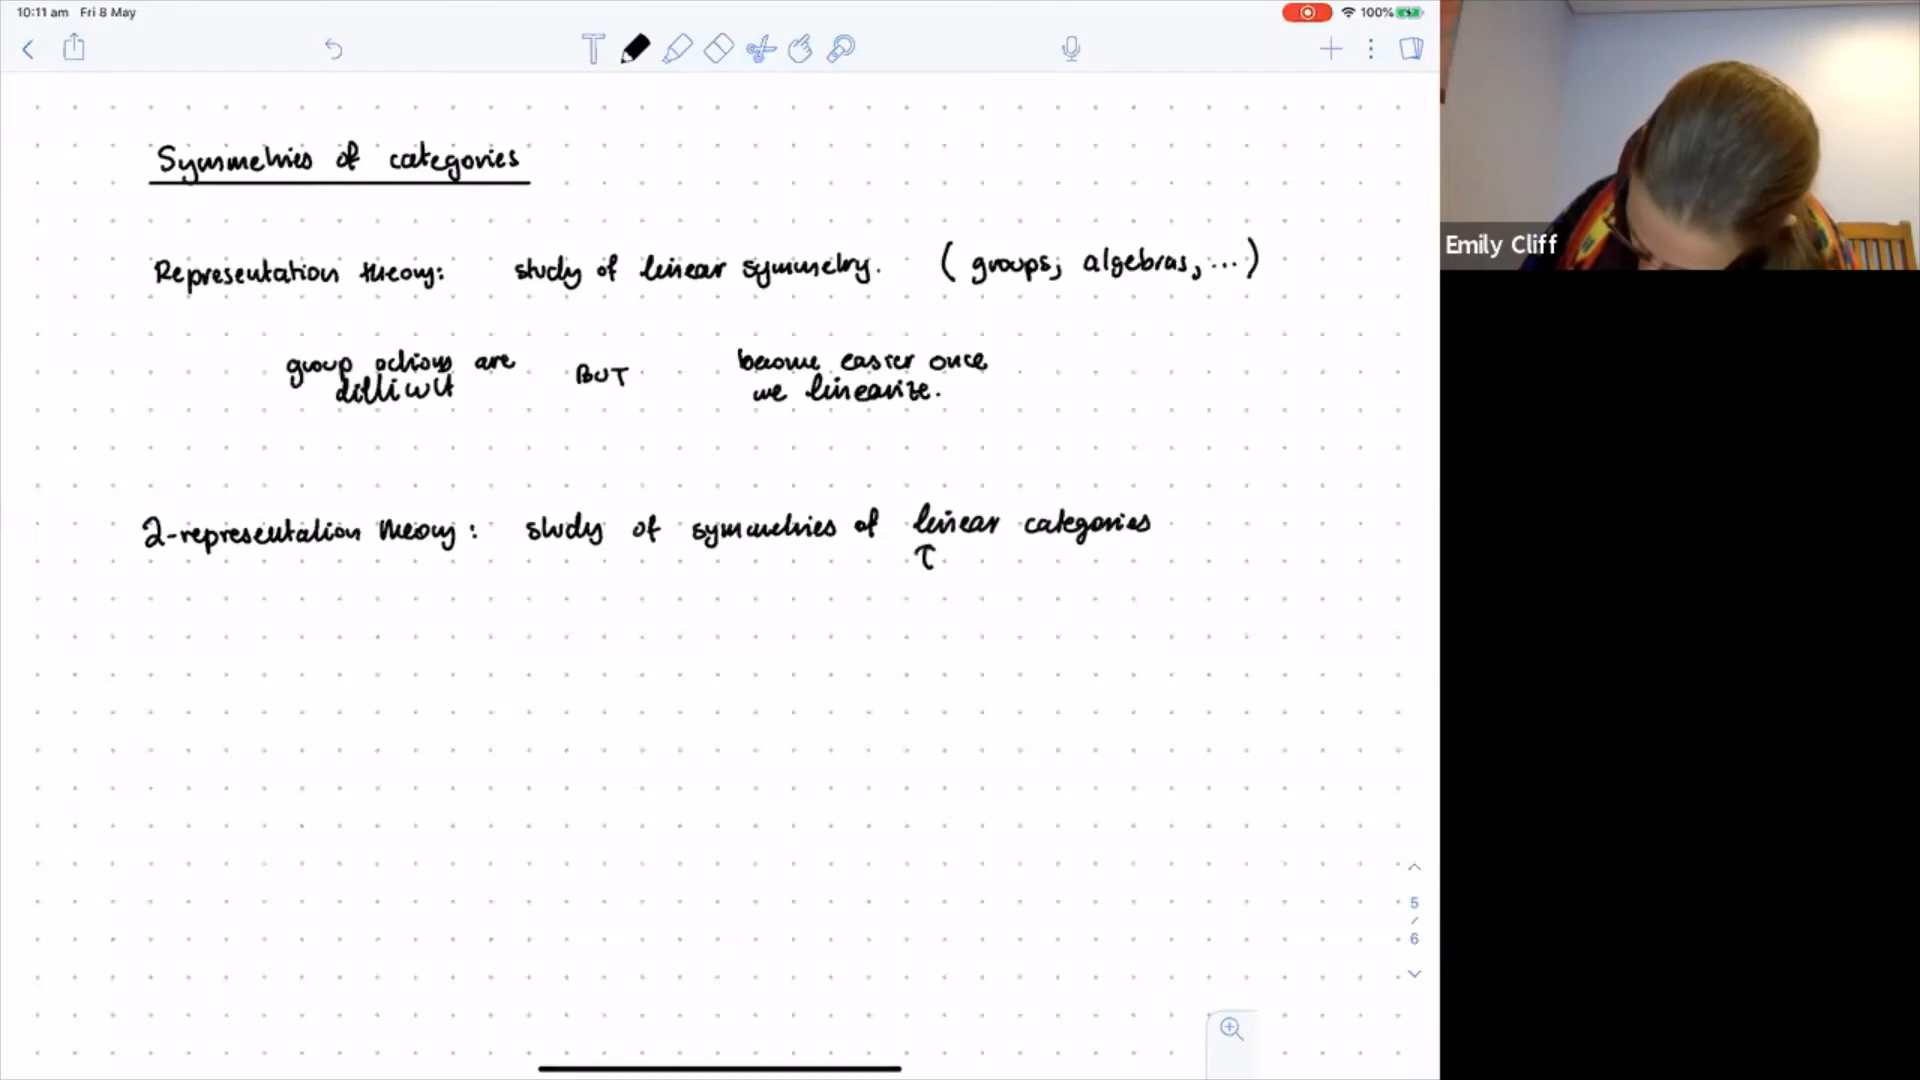 10:11 am Fri 8 May
100%
Symmetries of categories
Representation theory: study of linear symmetry. (groups, algebras, ...)
group actions are BUT become easier once
difficult we linearize.
2-representation theory: study of symmetries of linear categories
Emily Cliff
5
/
6